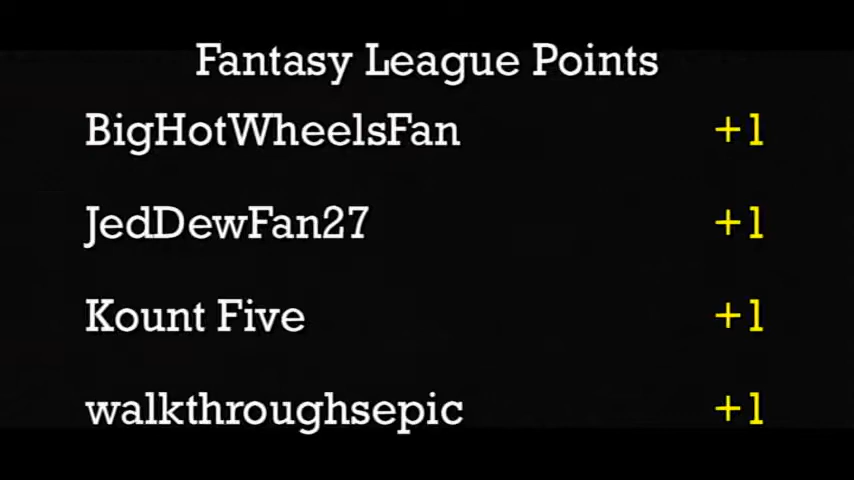 Fantasy League Points
BigHotWheelsFan +1
JedDewFan27 +1
Kount Five +1
walkthroughsepic +1